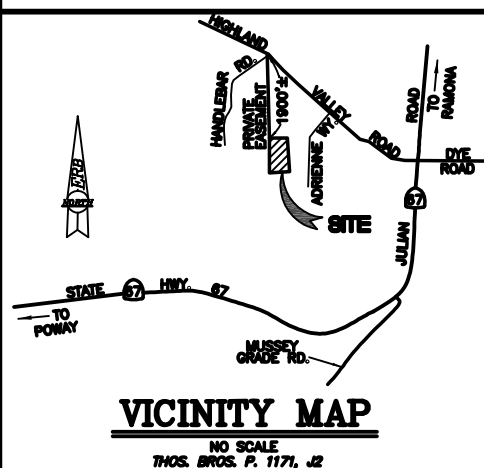 HIGHLAND
VALLEY
ROAD
HANDLEBAR RD.
PRIVATE
EASEMENT
1900'±
ADRIENNE WY.
ROAD
TO
RAMONA
DYE
ROAD
67
JULIAN
ERB
NORTH
SITE
STATE 67 HWY. 67
TO
POWAY
MUSSEY
GRADE RD.
VICINITY MAP
NO SCALE
THOS. BROS. P. 1171, J2